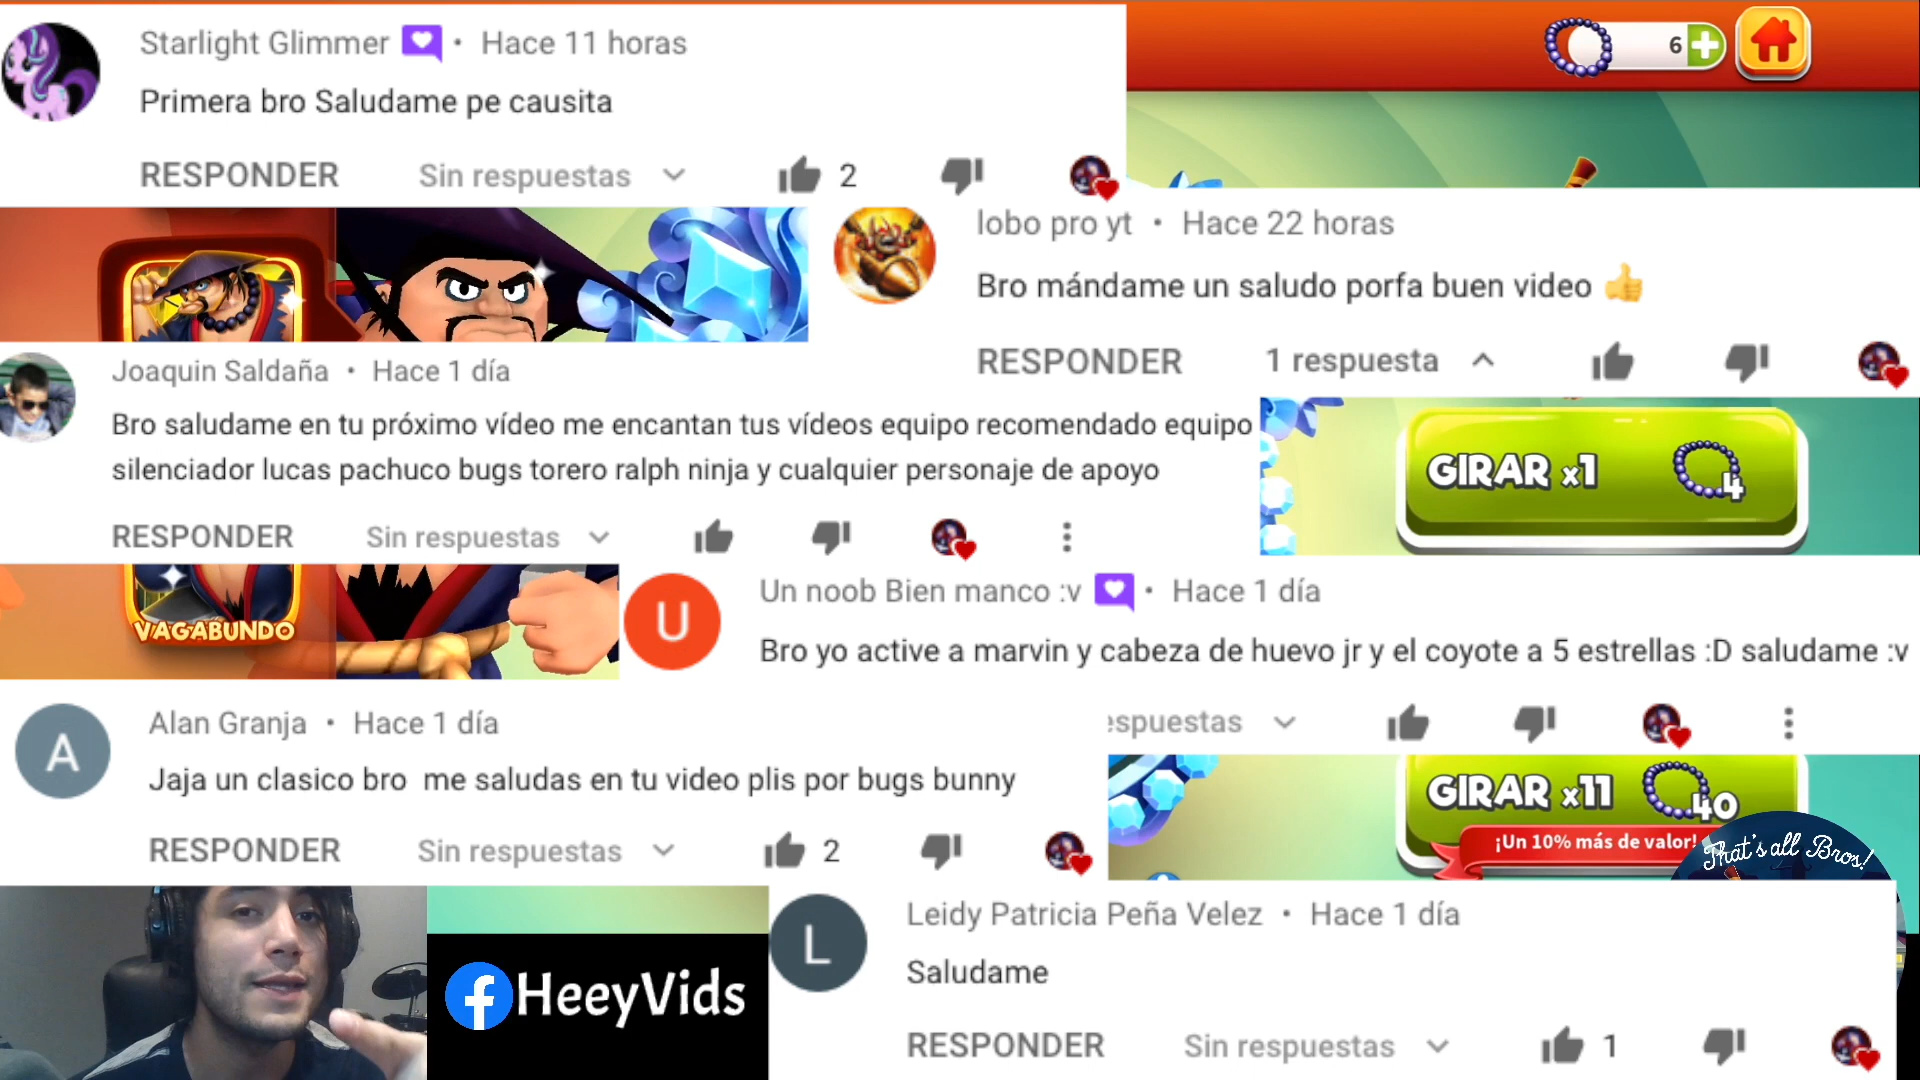 Starlight Glimmer • Hace 11 horas
Primera bro Saludame pe causita
RESPONDER Sin respuestas 2
6
lobo pro yt • Hace 22 horas
Bro mándame un saludo porfa buen video 👍
RESPONDER 1 respuesta
Joaquin Saldaña • Hace 1 día
Bro saludame en tu próximo vídeo me encantan tus vídeos equipo recomendado equipo
silenciador lucas pachuco bugs torero ralph ninja y cualquier personaje de apoyo
RESPONDER Sin respuestas
GIRAR x1 4
VAGABUNDO
U
Un noob Bien manco :v • Hace 1 día
Bro yo active a marvin y cabeza de huevo jr y el coyote a 5 estrellas :D saludame :v
espuestas
A
Alan Granja • Hace 1 día
Jaja un clasico bro me saludas en tu video plis por bugs bunny
RESPONDER Sin respuestas 2
GIRAR x11 40
¡Un 10% más de valor!
That's all Bros!
f HeeyVids
L
Leidy Patricia Peña Velez • Hace 1 día
Saludame
RESPONDER Sin respuestas 1